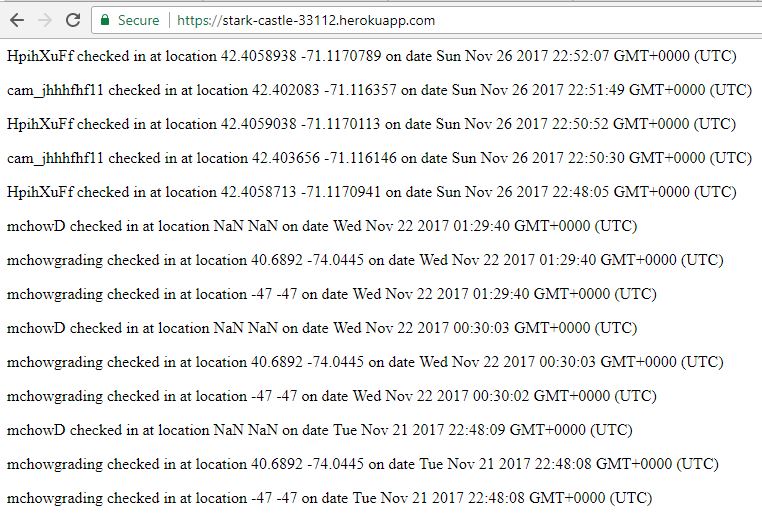 Secure https://stark-castle-33112.herokuapp.com
HpihXuFf checked in at location 42.4058938 -71.1170789 on date Sun Nov 26 2017 22:52:07 GMT+0000 (UTC)
cam_jhhhfhf11 checked in at location 42.402083 -71.116357 on date Sun Nov 26 2017 22:51:49 GMT+0000 (UTC)
HpihXuFf checked in at location 42.4059038 -71.1170113 on date Sun Nov 26 2017 22:50:52 GMT+0000 (UTC)
cam_jhhhfhf11 checked in at location 42.403656 -71.116146 on date Sun Nov 26 2017 22:50:30 GMT+0000 (UTC)
HpihXuFf checked in at location 42.4058713 -71.1170941 on date Sun Nov 26 2017 22:48:05 GMT+0000 (UTC)
mchowD checked in at location NaN NaN on date Wed Nov 22 2017 01:29:40 GMT+0000 (UTC)
mchowgrading checked in at location 40.6892 -74.0445 on date Wed Nov 22 2017 01:29:40 GMT+0000 (UTC)
mchowgrading checked in at location -47 -47 on date Wed Nov 22 2017 01:29:40 GMT+0000 (UTC)
mchowD checked in at location NaN NaN on date Wed Nov 22 2017 00:30:03 GMT+0000 (UTC)
mchowgrading checked in at location 40.6892 -74.0445 on date Wed Nov 22 2017 00:30:03 GMT+0000 (UTC)
mchowgrading checked in at location -47 -47 on date Wed Nov 22 2017 00:30:02 GMT+0000 (UTC)
mchowD checked in at location NaN NaN on date Tue Nov 21 2017 22:48:09 GMT+0000 (UTC)
mchowgrading checked in at location 40.6892 -74.0445 on date Tue Nov 21 2017 22:48:08 GMT+0000 (UTC)
mchowgrading checked in at location -47 -47 on date Tue Nov 21 2017 22:48:08 GMT+0000 (UTC)